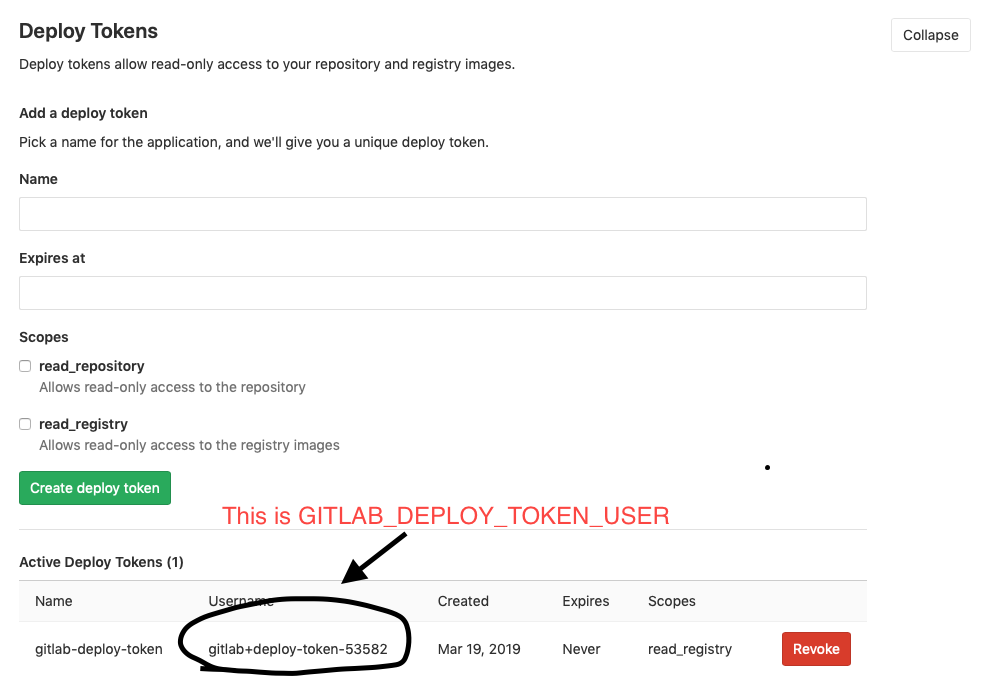 Deploy Tokens
Collapse
Deploy tokens allow read-only access to your repository and registry images.
Add a deploy token
Pick a name for the application, and we'll give you a unique deploy token.
Name
Expires at
Scopes
read_repository
Allows read-only access to the repository
read_registry
Allows read-only access to the registry images
Create deploy token
This is GITLAB_DEPLOY_TOKEN_USER
Active Deploy Tokens (1)
Name Username Created Expires Scopes
gitlab-deploy-token gitlab+deploy-token-53582 Mar 19, 2019 Never read_registry Revoke